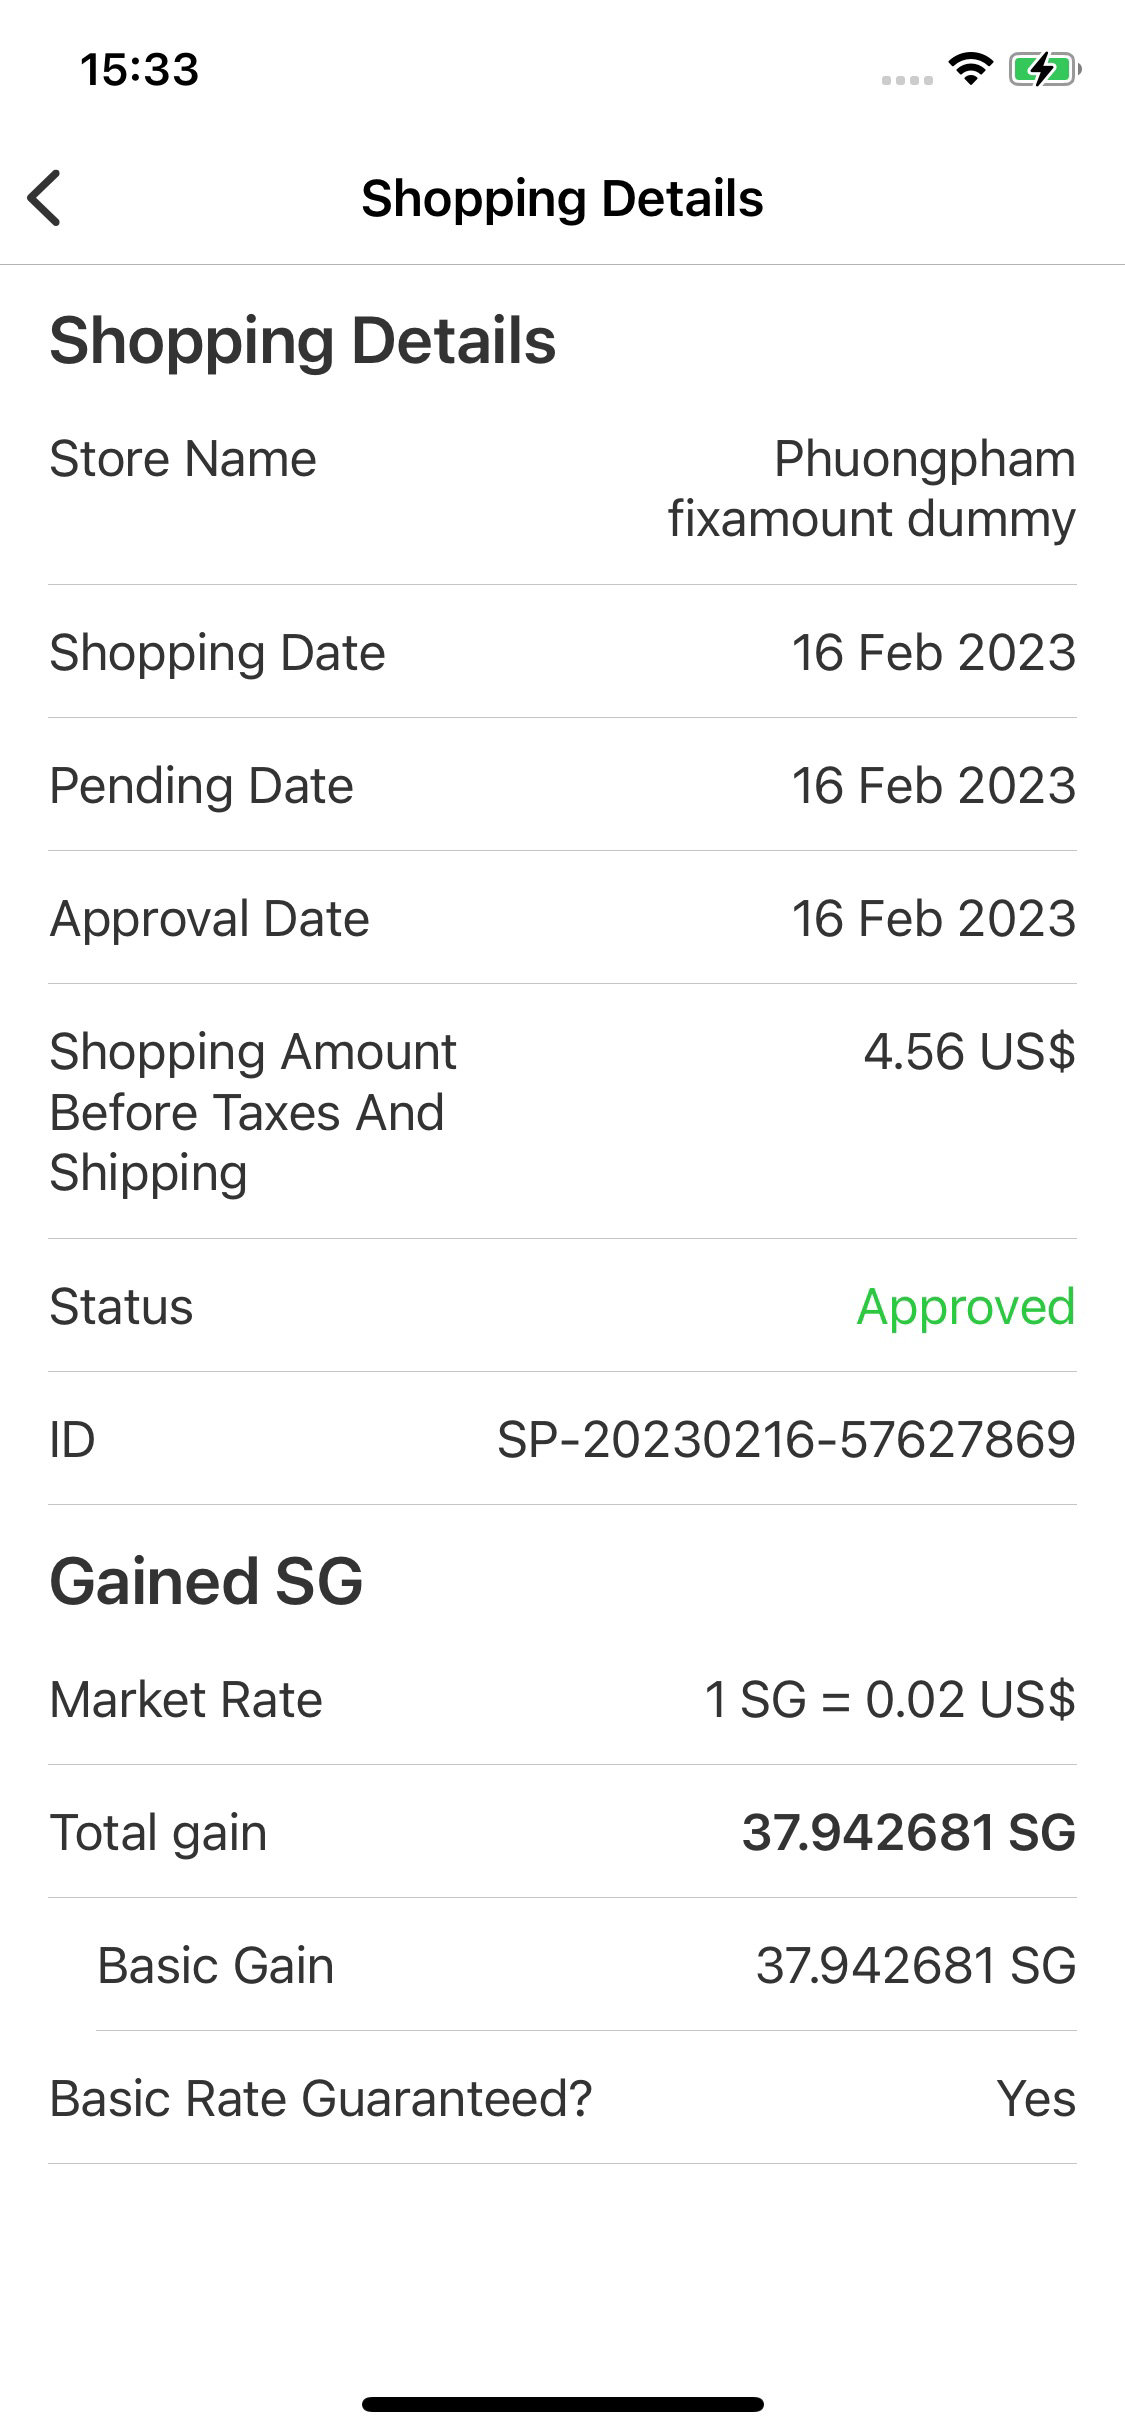 15:33
Shopping Details
Shopping Details
Store Name
Phuongpham
fixamount dummy
Shopping Date
16 Feb 2023
Pending Date
16 Feb 2023
Approval Date
16 Feb 2023
Shopping Amount
Before Taxes And
Shipping
4.56 US$
Status
Approved
ID
SP-20230216-57627869
Gained SG
Market Rate
1 SG = 0.02 US$
Total gain
37.942681 SG
Basic Gain
37.942681 SG
Basic Rate Guaranteed?
Yes